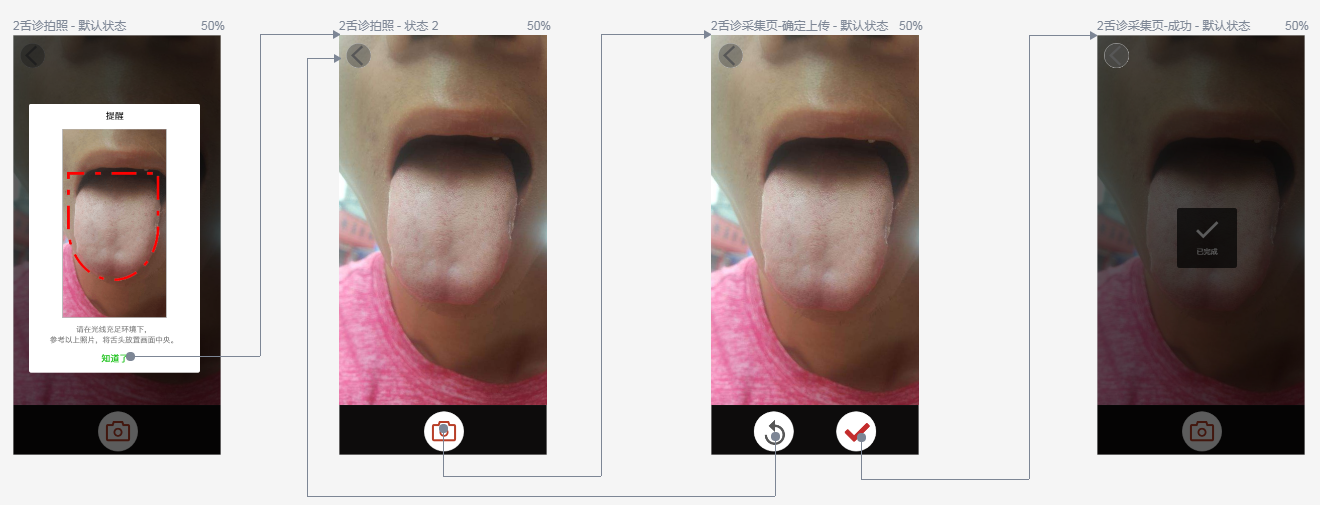 2舌诊拍照 - 默认状态 50%
2舌诊拍照 - 状态 2 50%
2舌诊采集页-确定上传 - 默认状态 50%
2舌诊采集页-成功 - 默认状态 50%
提醒
请在光线充足环境下，
参考以上照片，将舌头放置画面中央。
知道了
已完成